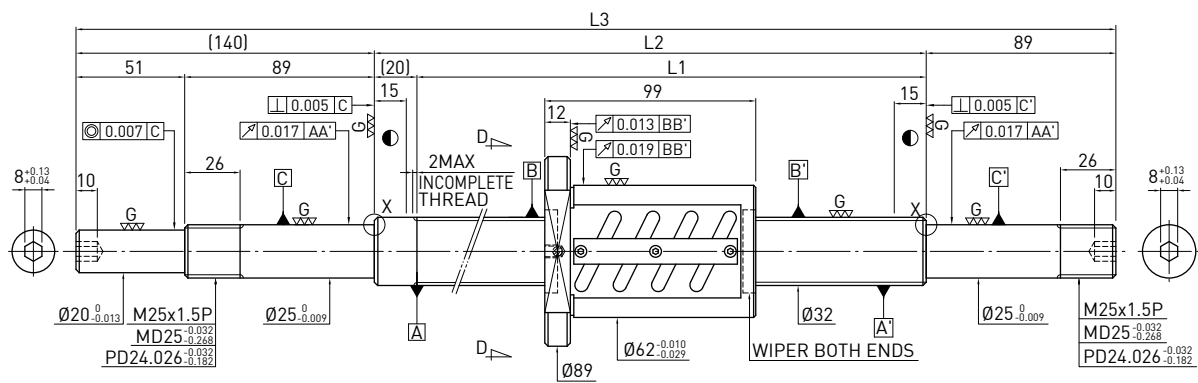 L3
(140)
L2
89
51
89
(20)
L1
15
99
15
⊥ 0.005 C
G
12
↗ 0.013 BB'
G
⊥ 0.005 C'
◎ 0.007 C
↗ 0.017 AA'
D
↗ 0.019 BB'
G
↗ 0.017 AA'
8 +0.13 +0.04
10
26
2MAX
INCOMPLETE
THREAD
26
10
8 +0.13 +0.04
G
C
G
X
B
G
B'
G
X
G
C'
Ø20 0 -0.013
M25x1.5P
MD25 -0.032 -0.268
PD24.026 -0.032 -0.182
Ø25 0 -0.009
A
D
Ø89
Ø62 -0.010 -0.029
WIPER BOTH ENDS
Ø32
A'
Ø25 0 -0.009
M25x1.5P
MD25 -0.032 -0.268
PD24.026 -0.032 -0.182